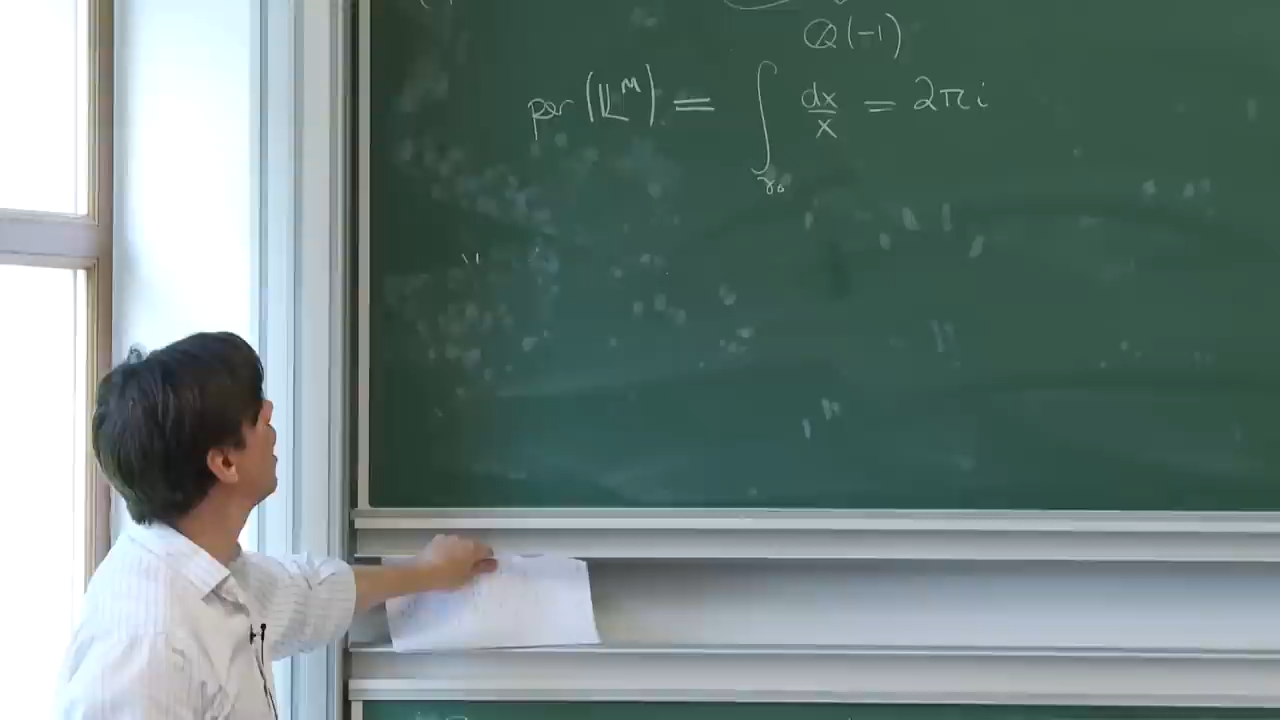 ℚ(-1)
per (𝕃^𝔪) = ∫_{γ₀} dx/x = 2πi